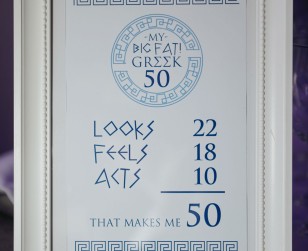 -MY-
BIG FAT!
GREEK
50
LOOKS 22
FEELS 18
ACTS 10
THAT MAKES ME 50